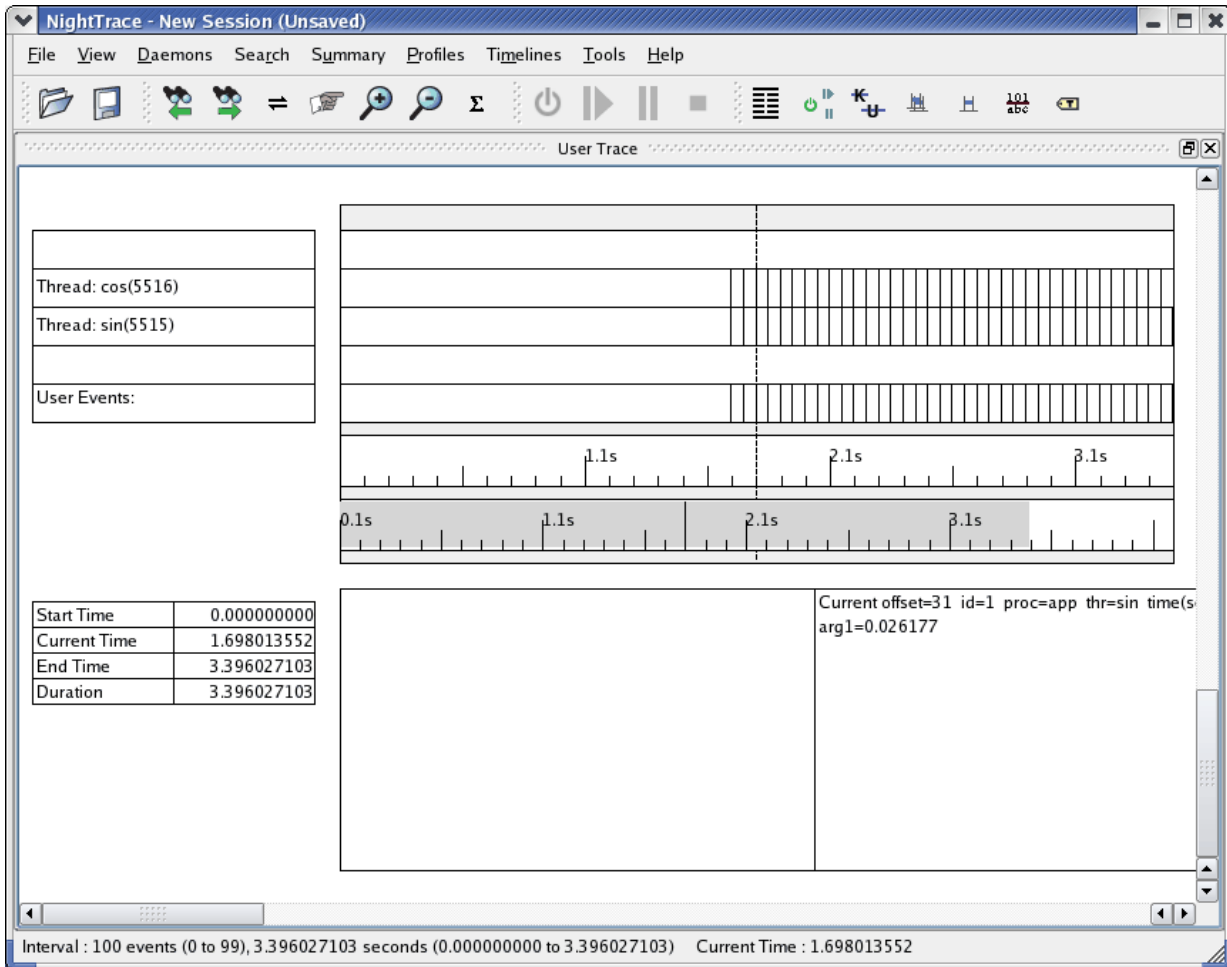 NightTrace - New Session (Unsaved)
File View Daemons Search Summary Profiles Timelines Tools Help
Σ K U 101 abc T
User Trace
Thread: cos(5516)
Thread: sin(5515)
User Events:
1.1s 2.1s 3.1s
0.1s 1.1s 2.1s 3.1s
Start Time 0.000000000
Current Time 1.698013552
End Time 3.396027103
Duration 3.396027103
Current offset=31 id=1 proc=app thr=sin time(s
arg1=0.026177
Interval : 100 events (0 to 99), 3.396027103 seconds (0.000000000 to 3.396027103) Current Time : 1.698013552